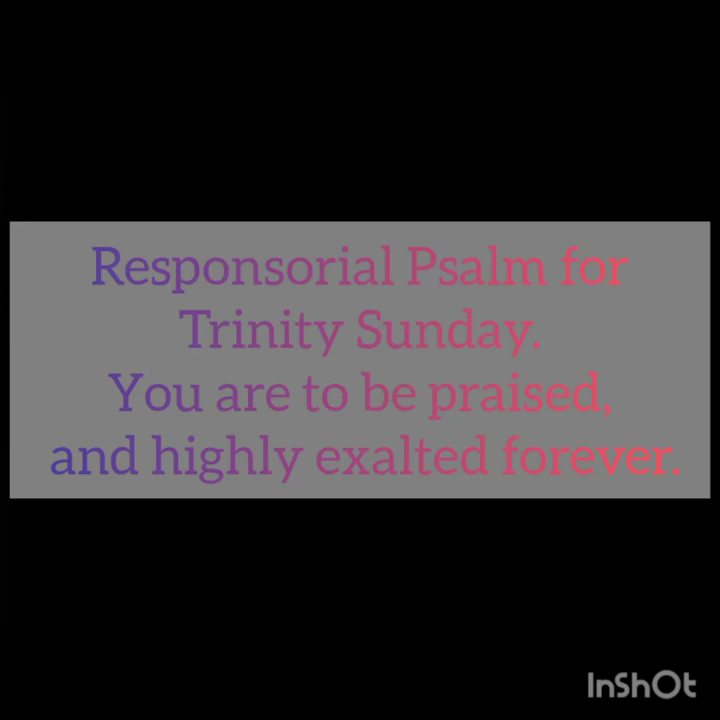 Responsorial Psalm for
Trinity Sunday.
You are to be praised,
and highly exalted forever.
InShOt